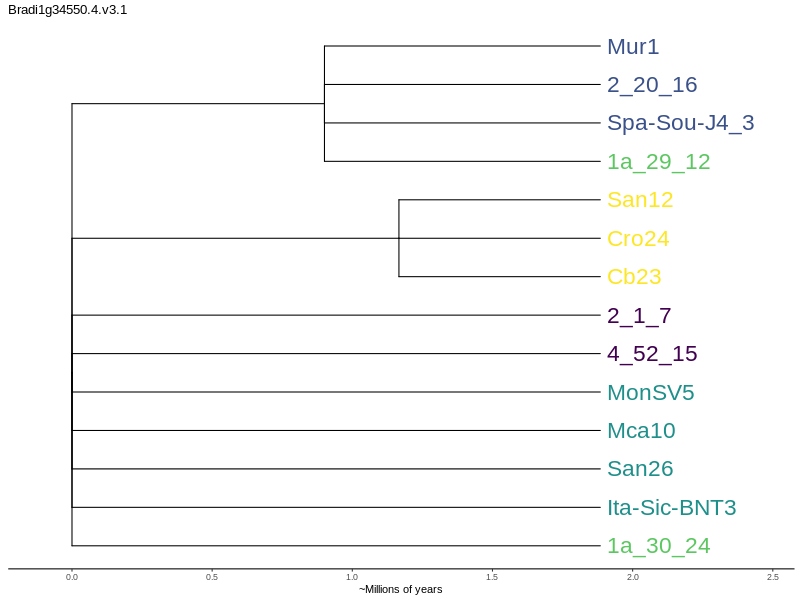 Bradi1g34550.4.v3.1
Mur1
2_20_16
Spa-Sou-J4_3
1a_29_12
San12
Cro24
Cb23
2_1_7
4_52_15
MonSV5
Mca10
San26
Ita-Sic-BNT3
1a_30_24
0.0 0.5 1.0 1.5 2.0 2.5
~Millions of years